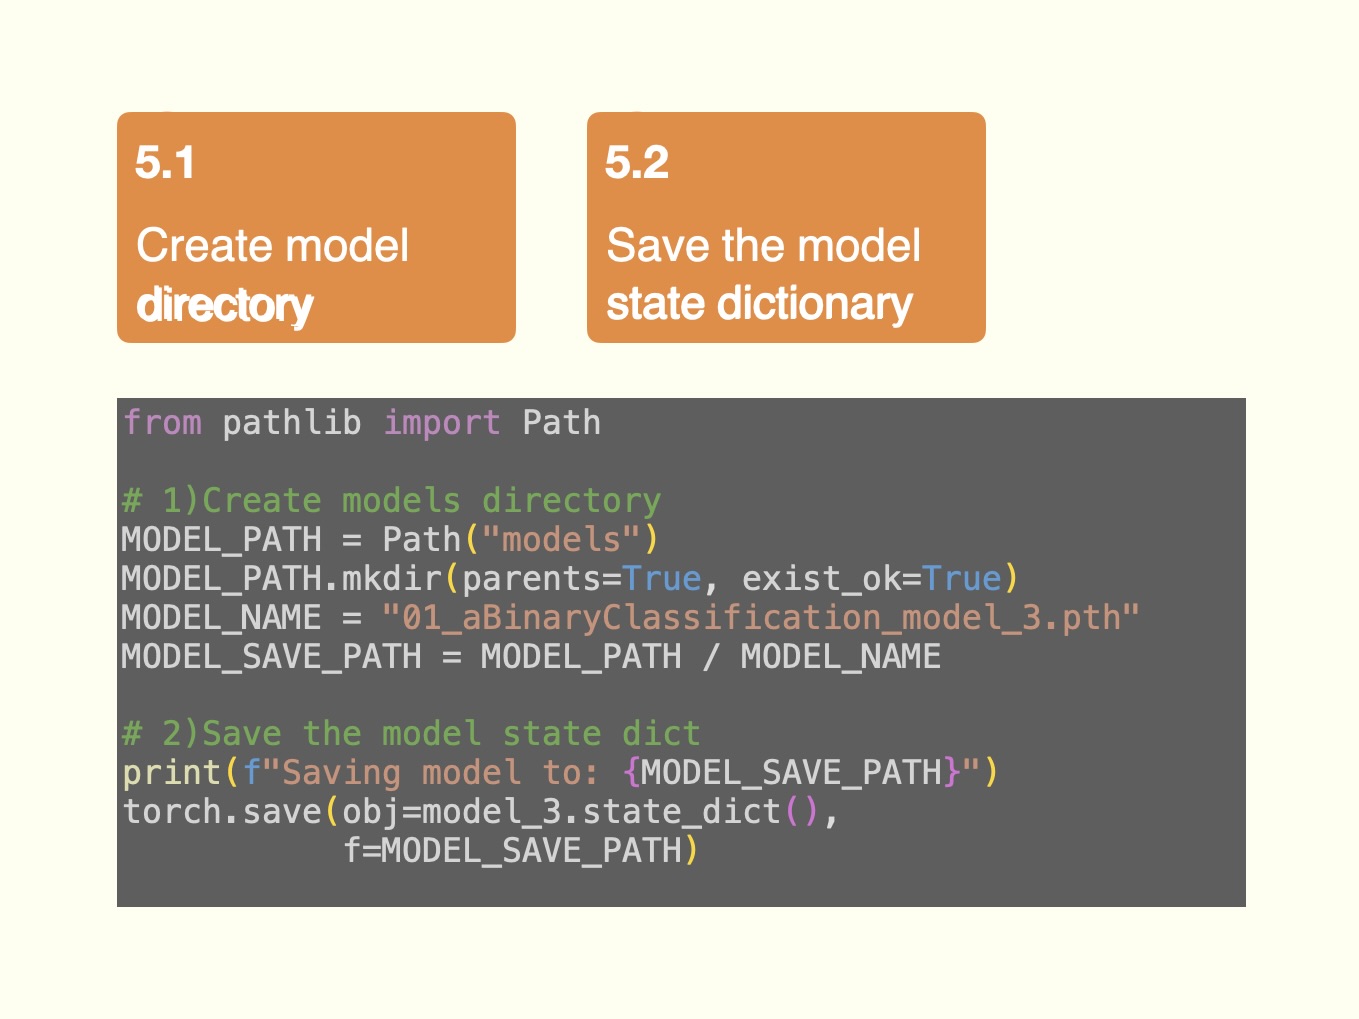 5.1
Create model
directory
5.2
Save the model
state dictionary
from pathlib import Path
# 1)Create models directory
MODEL_PATH = Path("models")
MODEL_PATH.mkdir(parents=True, exist_ok=True)
MODEL_NAME = "01_aBinaryClassification_model_3.pth"
MODEL_SAVE_PATH = MODEL_PATH / MODEL_NAME
# 2)Save the model state dict
print(f"Saving model to: {MODEL_SAVE_PATH}")
torch.save(obj=model_3.state_dict(),
f=MODEL_SAVE_PATH)